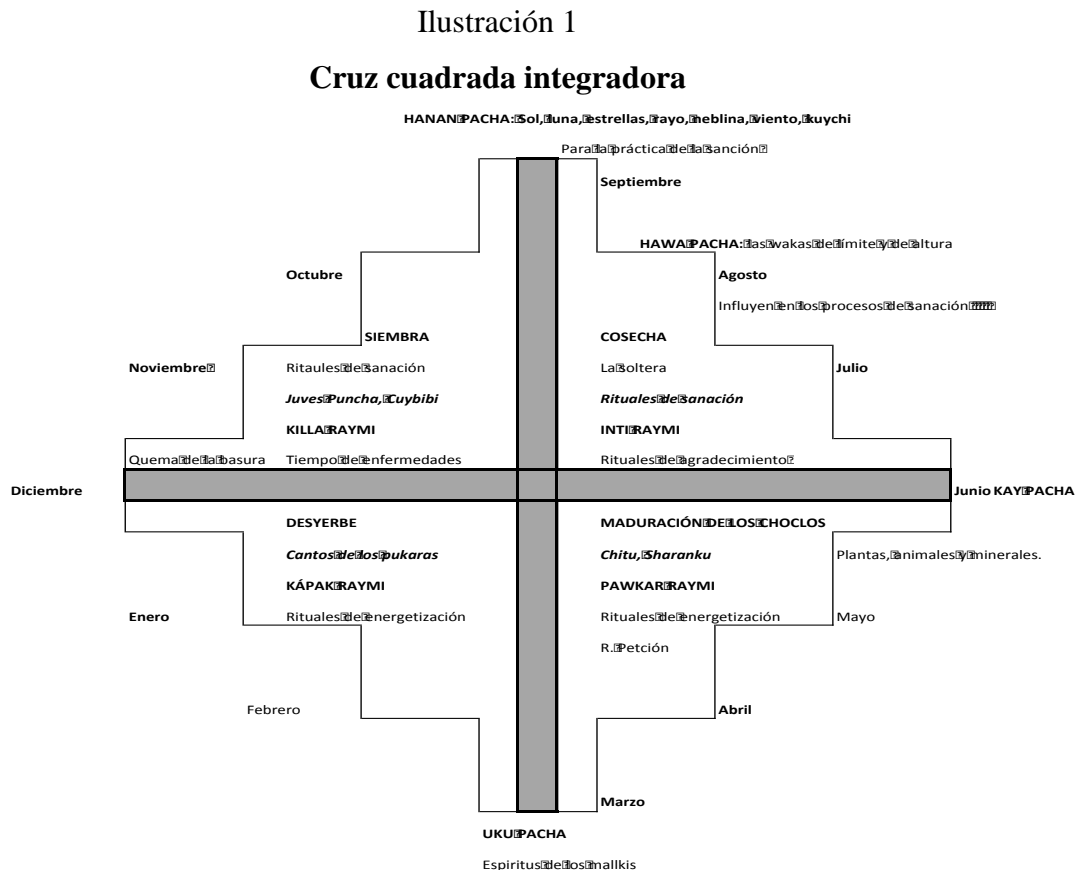 Ilustración 1
Cruz cuadrada integradora
HANAN PACHA: Sol, luna, estrellas, rayo, neblina, viento, kuychi
Para la práctica de la sanción
Septiembre
HAWA PACHA: las wakas de límite y de altura
Octubre
Agosto
Influyen en los procesos de sanación
SIEMBRA
COSECHA
Noviembre
Ritaules de sanación
La soltera
Julio
Juves Puncha, Cuybibi
Rituales de sanación
KILLA RAYMI
INTI RAYMI
Quema de la basura
Tiempo de enfermedades
Rituales de agradecimiento
Diciembre
Junio KAY PACHA
DESYERBE
MADURACIÓN DE LOS CHOCLOS
Cantos de los pukaras
Chitu, Sharanku
Plantas, animales y minerales.
KÁPAK RAYMI
PAWKAR RAYMI
Enero
Rituales de energetización
Rituales de energetización
Mayo
R. Petción
Febrero
Abril
Marzo
UKU PACHA
Espiritus de los mallkis